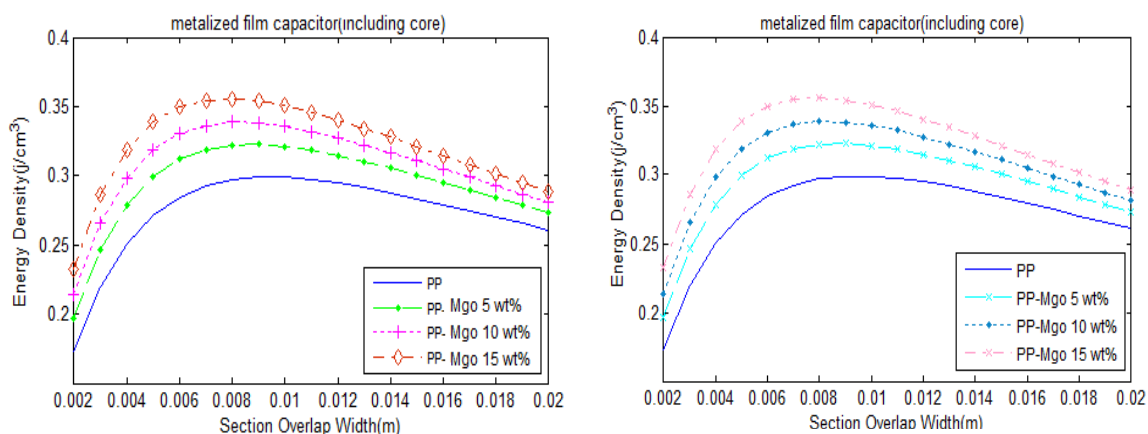 metalized film capacitor(including core)
0.4
0.35
0.3
0.25
0.2
Energy Density(j/cm3)
PP
PP- Mgo 5 wt%
PP- Mgo 10 wt%
PP- Mgo 15 wt%
0.002 0.004 0.006 0.008 0.01 0.012 0.014 0.016 0.018 0.02
Section Overlap Width(m)
metalized film capacitor(including core)
0.4
0.35
0.3
0.25
0.2
Energy Density(j/cm3)
PP
PP-Mgo 5 wt%
PP-Mgo 10 wt%
PP-Mgo 15 wt%
0.002 0.004 0.006 0.008 0.01 0.012 0.014 0.016 0.018 0.02
Section Overlap Width(m)